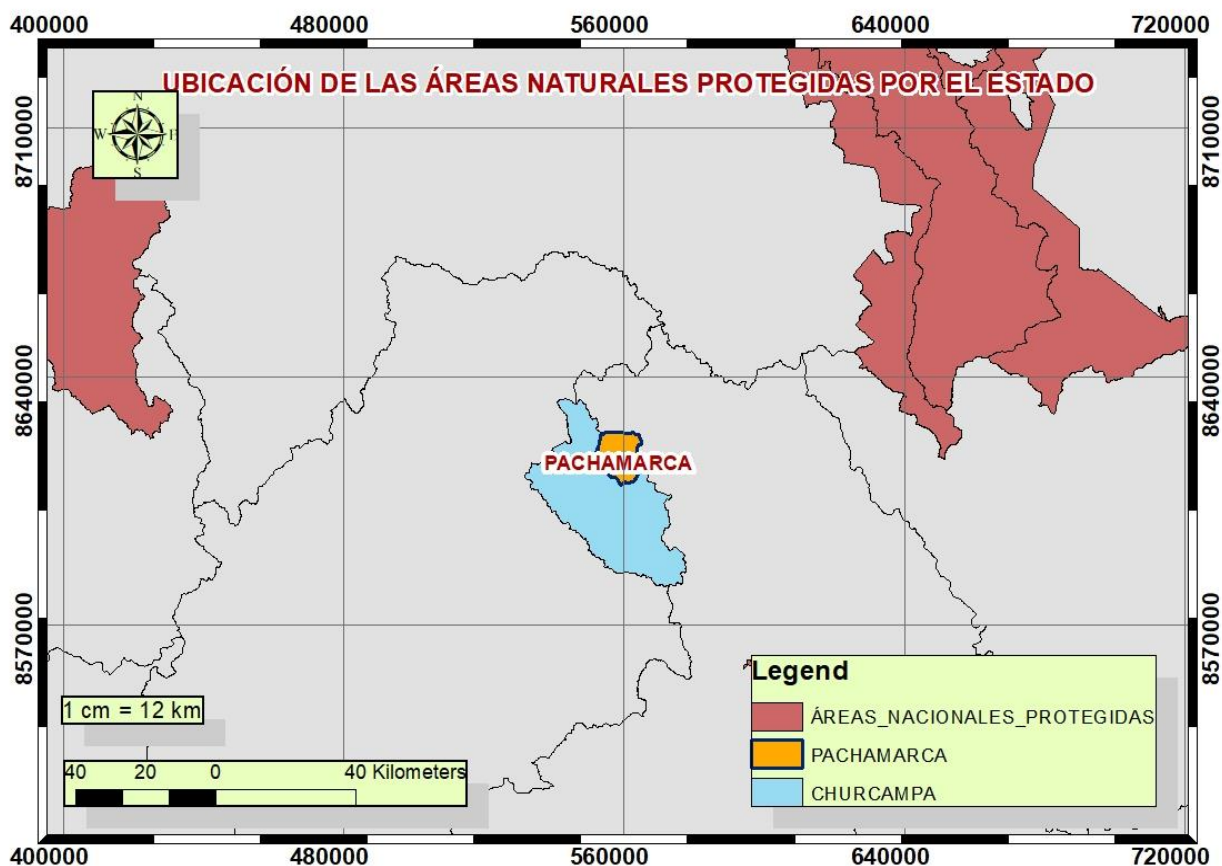 400000 480000 560000 640000 720000
UBICACIÓN DE LAS ÁREAS NATURALES PROTEGIDAS POR EL ESTADO
N
W E
S
8710000 8710000
8640000 8640000
PACHAMARCA
8570000 8570000
Legend
ÁREAS_NACIONALES_PROTEGIDAS
PACHAMARCA
CHURCAMPA
1 cm = 12 km
40 20 0 40 Kilometers
400000 480000 560000 640000 720000